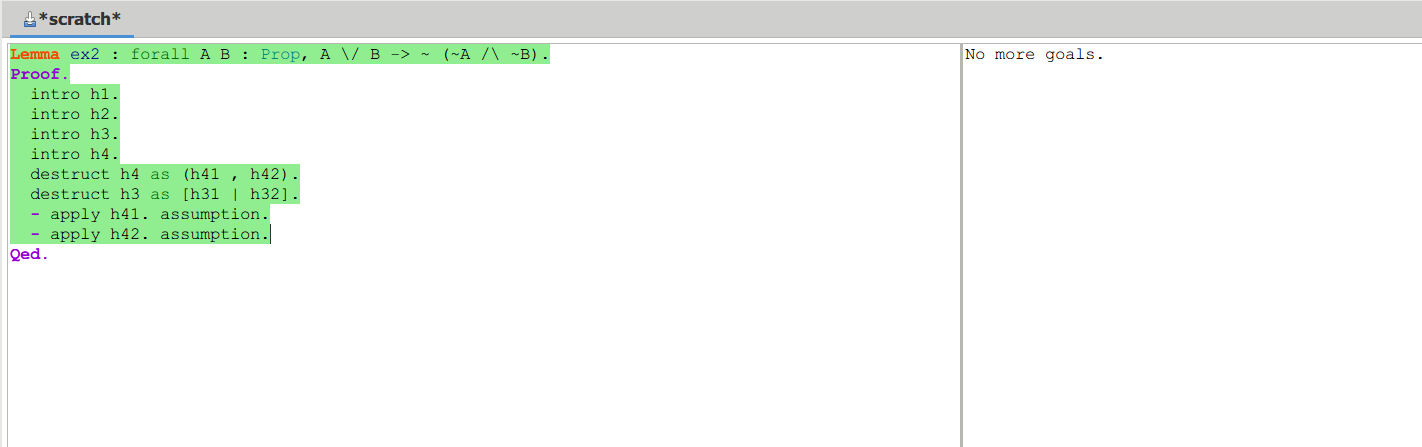 *scratch*
Lemma ex2 : forall A B : Prop, A \/ B -> ~ (~A /\ ~B).
No more goals.
Proof.
intro h1.
intro h2.
intro h3.
intro h4.
destruct h4 as (h41 , h42).
destruct h3 as [h31 | h32].
- apply h41. assumption.
- apply h42. assumption.
Qed.